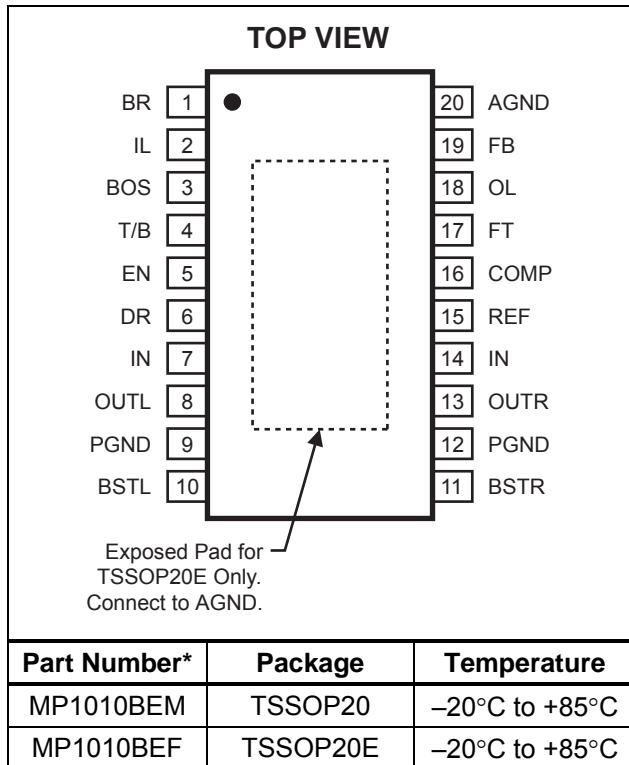 TOP VIEW
BR 1 20 AGND
IL 2 19 FB
BOS 3 18 OL
T/B 4 17 FT
EN 5 16 COMP
DR 6 15 REF
IN 7 14 IN
OUTL 8 13 OUTR
PGND 9 12 PGND
BSTL 10 11 BSTR
Exposed Pad for
TSSOP20E Only.
Connect to AGND.
Part Number* Package Temperature
MP1010BEM TSSOP20 –20°C to +85°C
MP1010BEF TSSOP20E –20°C to +85°C